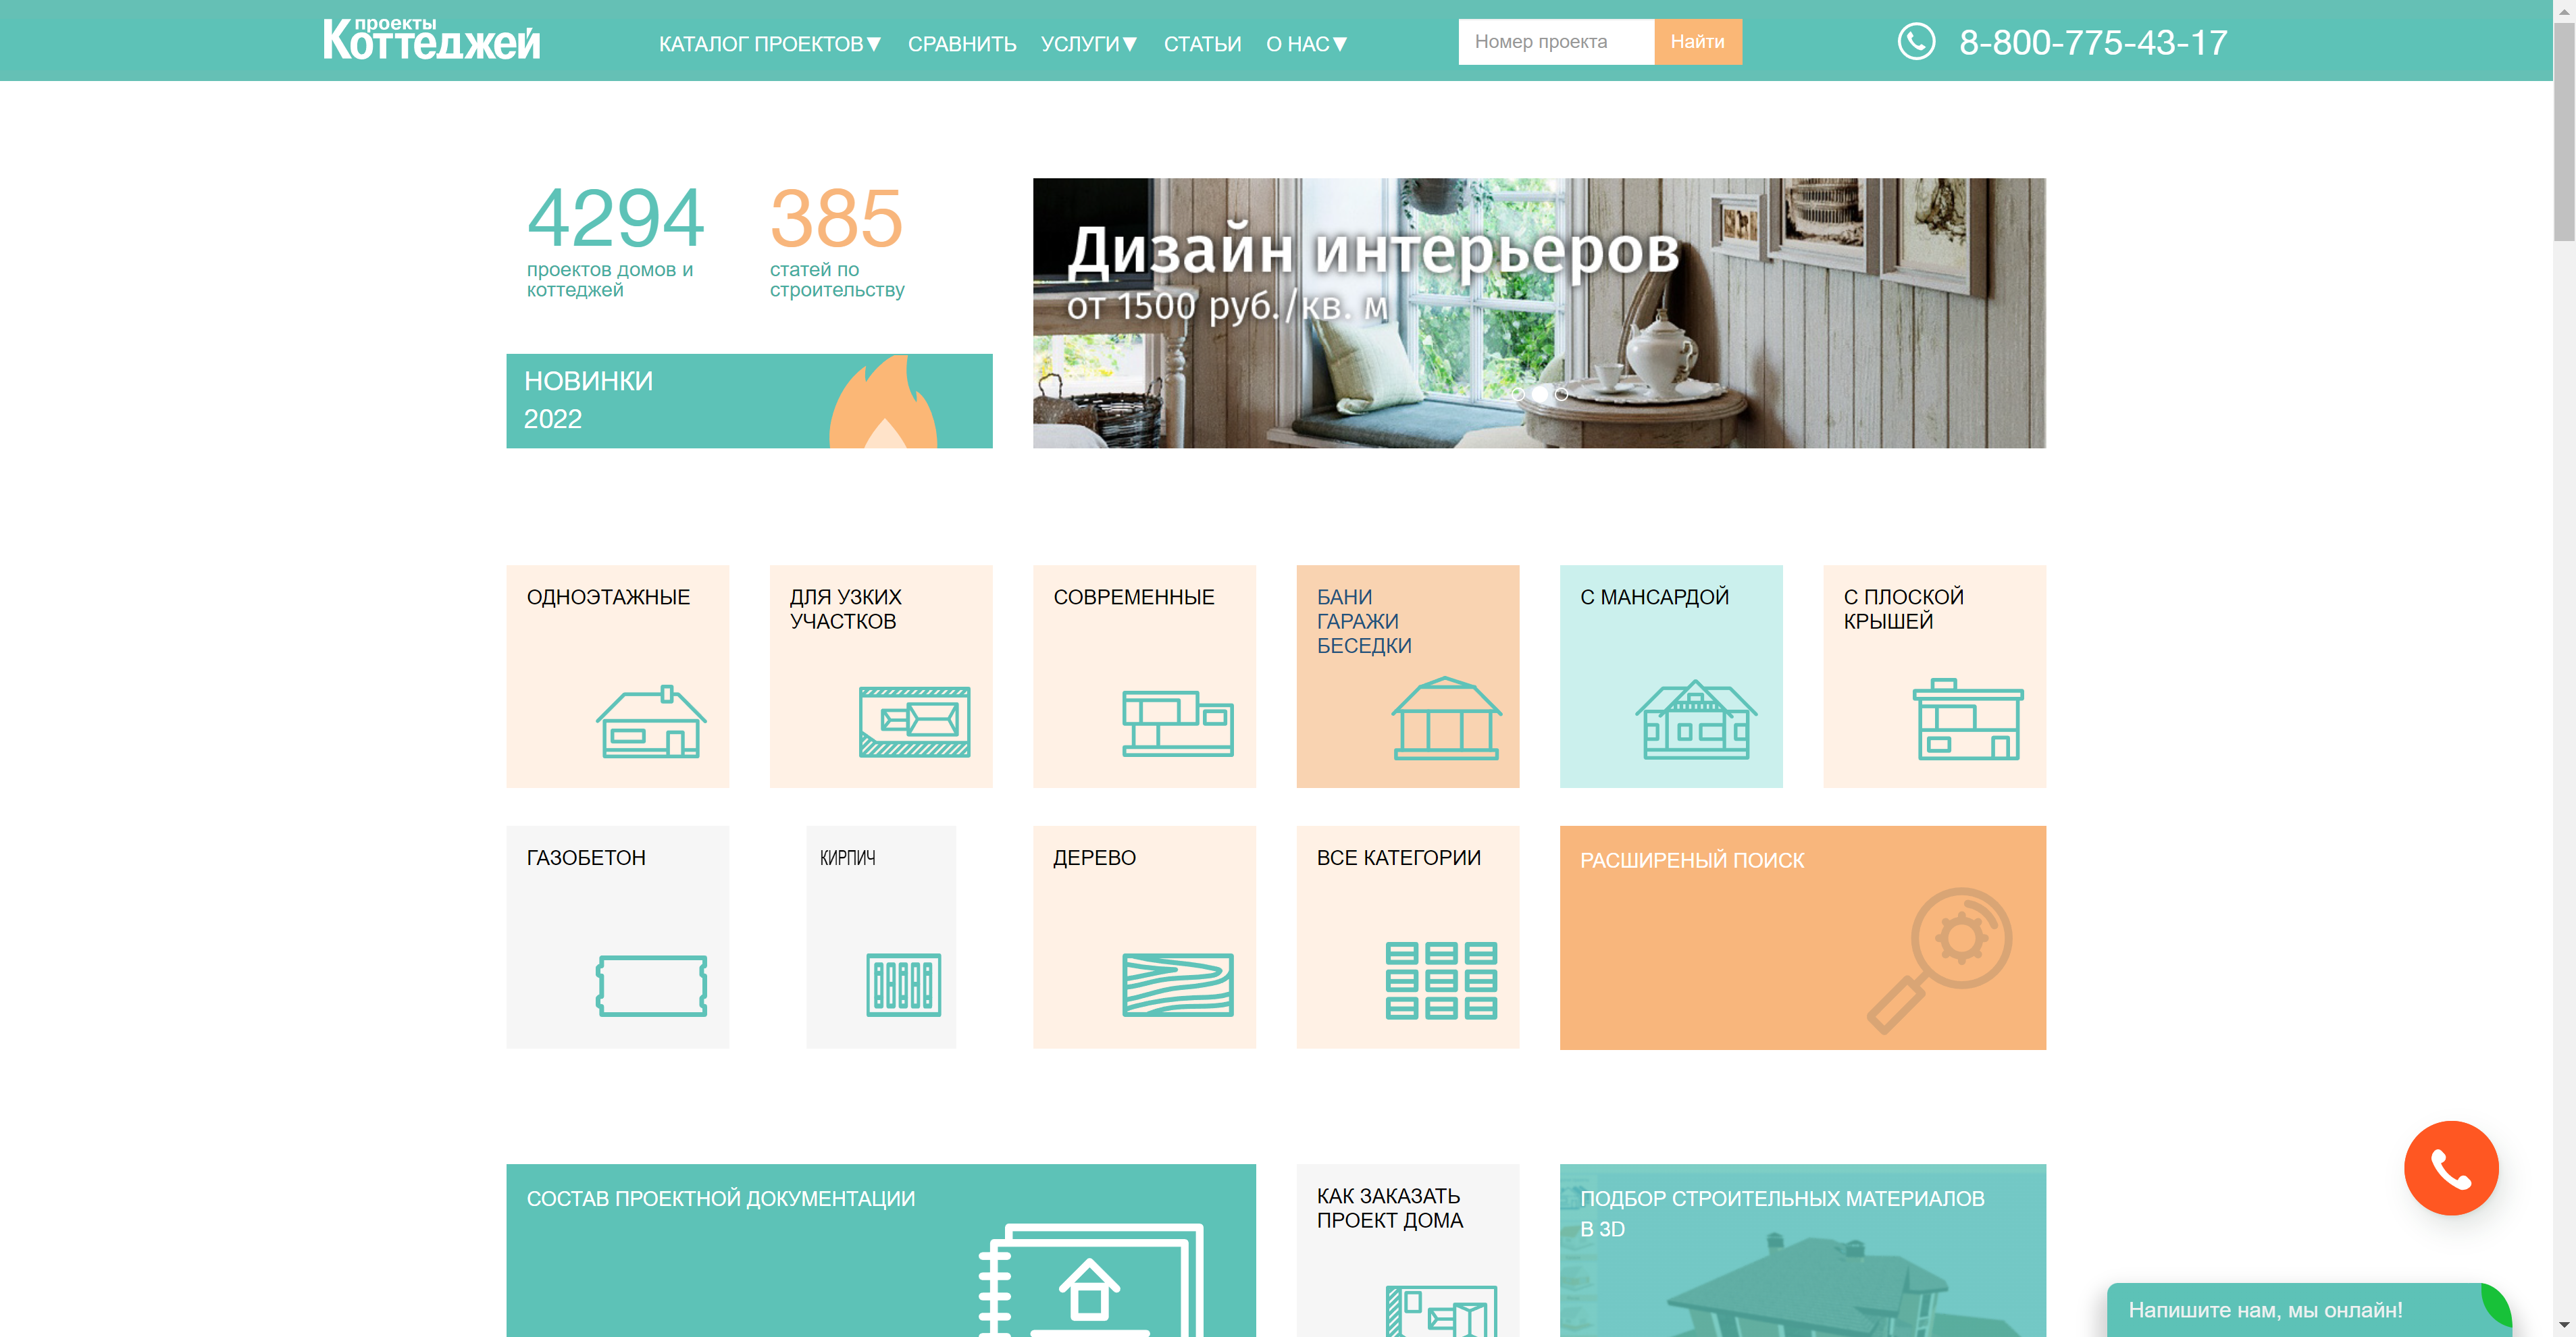 проекты
Коттеджей
КАТАЛОГ ПРОЕКТОВ▼ СРАВНИТЬ УСЛУГИ▼ СТАТЬИ О НАС▼
Номер проекта
Найти
8-800-775-43-17
4294
проектов домов и
коттеджей
385
статей по
строительству
НОВИНКИ
2022
Дизайн интерьеров
от 1500 руб./кв. м
ОДНОЭТАЖНЫЕ
ДЛЯ УЗКИХ
УЧАСТКОВ
СОВРЕМЕННЫЕ
БАНИ
ГАРАЖИ
БЕСЕДКИ
С МАНСАРДОЙ
С ПЛОСКОЙ
КРЫШЕЙ
ГАЗОБЕТОН
КИРПИЧ
ДЕРЕВО
ВСЕ КАТЕГОРИИ
РАСШИРЕНЫЙ ПОИСК
СОСТАВ ПРОЕКТНОЙ ДОКУМЕНТАЦИИ
КАК ЗАКАЗАТЬ
ПРОЕКТ ДОМА
ПОДБОР СТРОИТЕЛЬНЫХ МАТЕРИАЛОВ
В 3D
Напишите нам, мы онлайн!